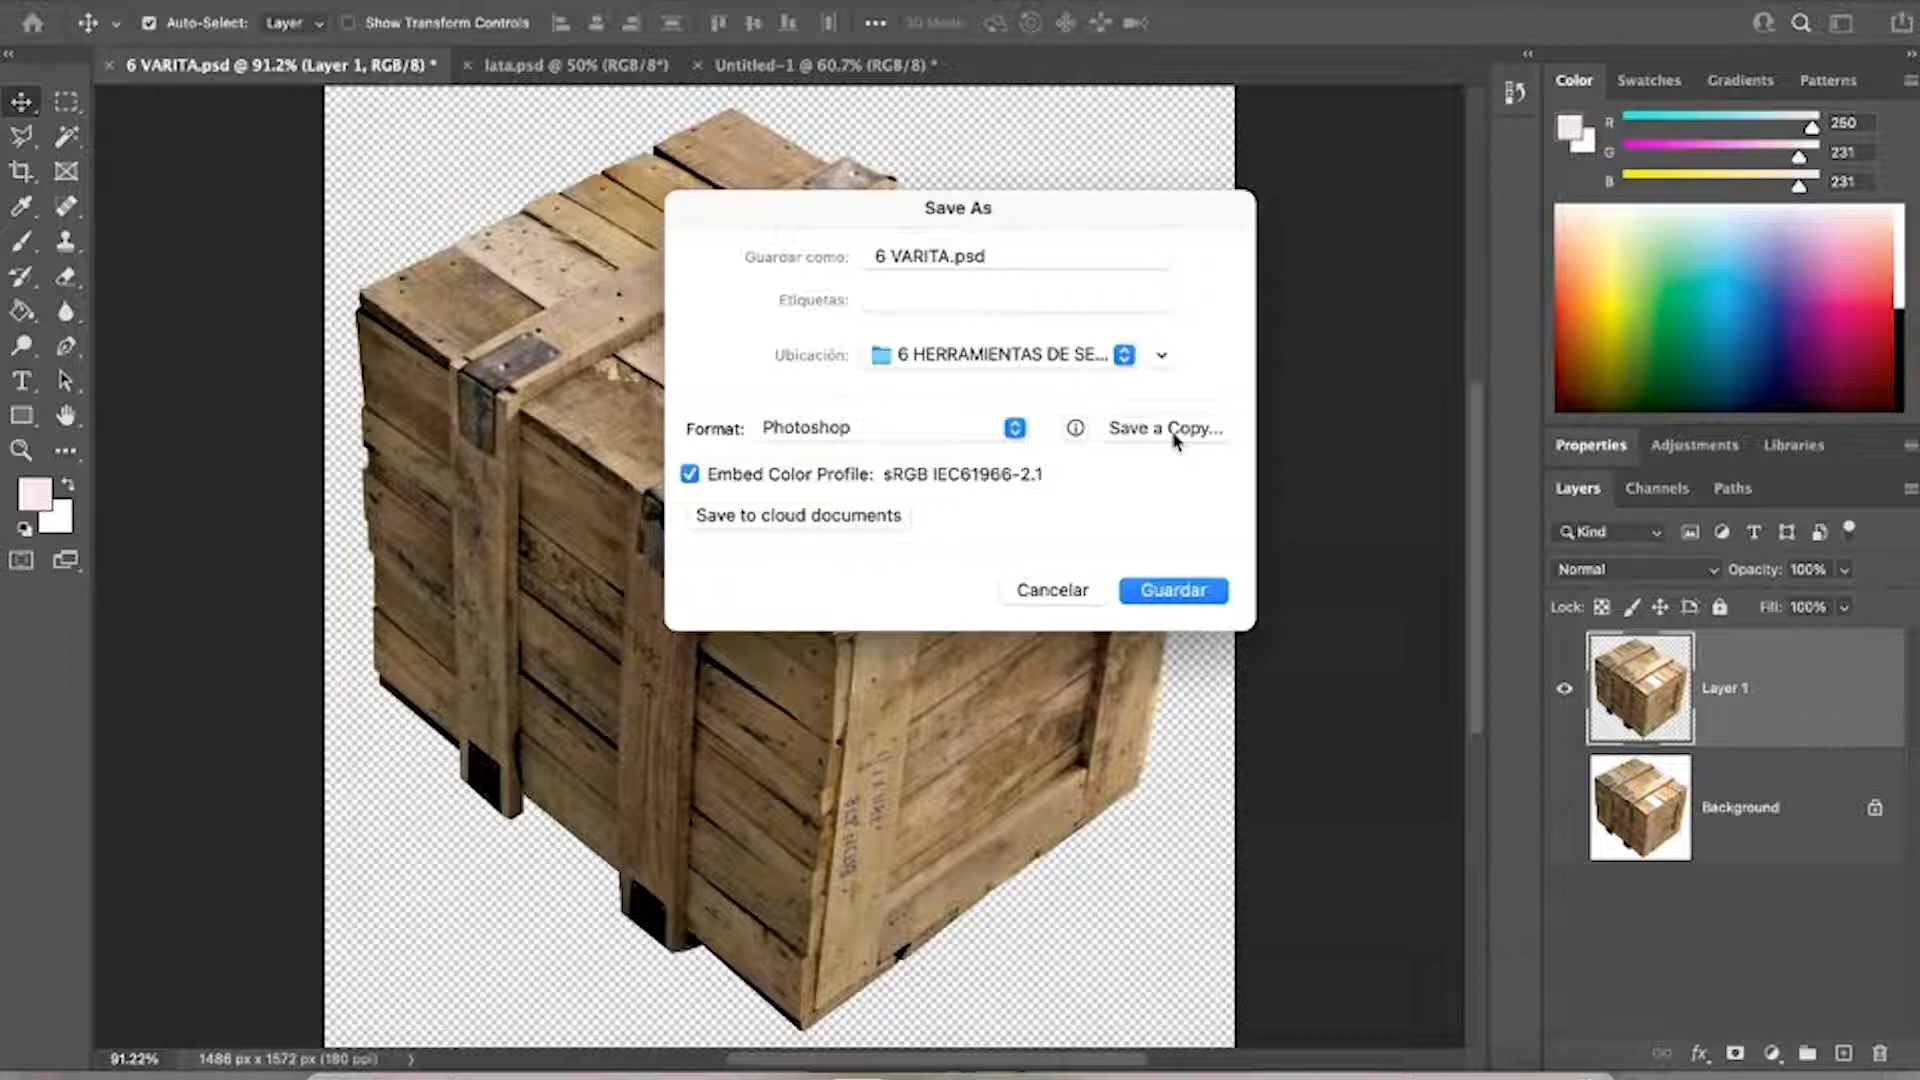 Auto-Select: Layer Show Transform Controls 3D Mode
6 VARITA.psd @ 91.2% (Layer 1, RGB/8) * lata.psd @ 50% (RGB/8*) Untitled-1 @ 60.7% (RGB/8) *
Color Swatches Gradients Patterns
R 250
G 231
B 231
Save As
Guardar como: 6 VARITA.psd
Etiquetas:
Ubicación: 6 HERRAMIENTAS DE SE...
Format: Photoshop Save a Copy...
Embed Color Profile: sRGB IEC61966-2.1
Save to cloud documents
Cancelar Guardar
Properties Adjustments Libraries
Layers Channels Paths
Kind
Normal Opacity: 100%
Lock: Fill: 100%
Layer 1
Background
91.22% 1486 px x 1572 px (180 ppi)